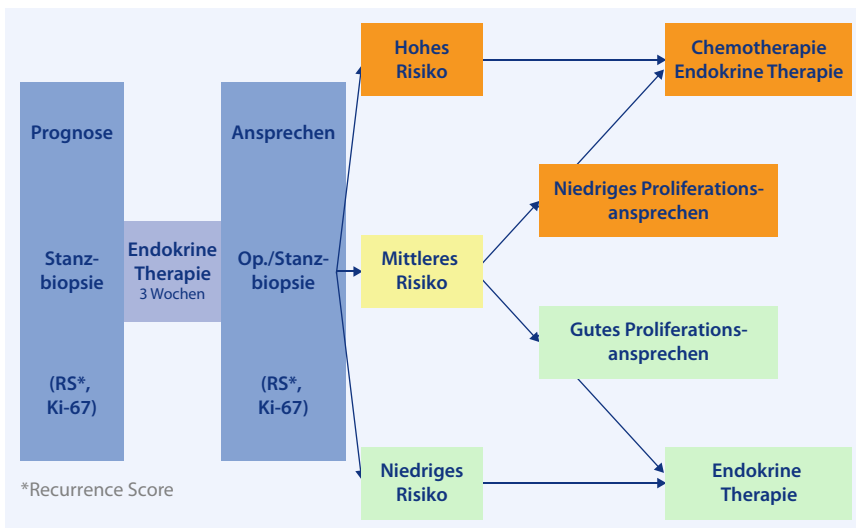 Prognose
Stanz-
biopsie
(RS*,
Ki-67)
Endokrine
Therapie
3 Wochen
Ansprechen
Op./Stanz-
biopsie
(RS*,
Ki-67)
Hohes
Risiko
Mittleres
Risiko
Niedriges
Risiko
Niedriges Proliferations-
ansprechen
Gutes Proliferations-
ansprechen
Chemotherapie
Endokrine Therapie
Endokrine
Therapie
*Recurrence Score